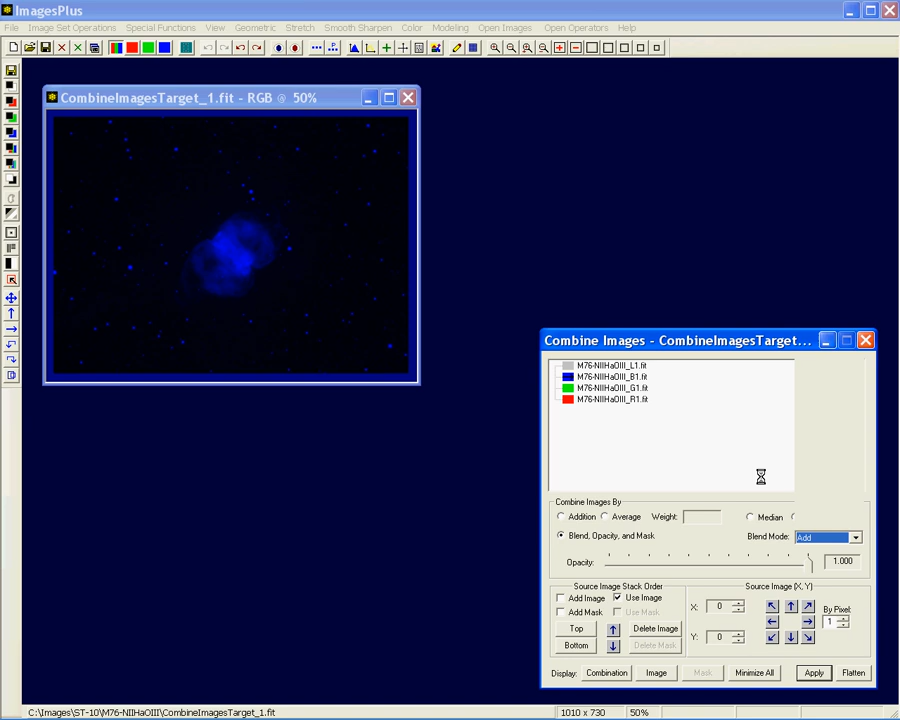 ImagesPlus
File Image Set Operations Special Functions View Geometric Stretch Smooth Sharpen Color Modeling Open Images Open Operators Help
CombineImagesTarget_1.fit - RGB @ 50%
Combine Images - CombineImagesTarget...
M76-NIIHaOIII_L1.fit
M76-NIIHaOIII_B1.fit
M76-NIIHaOIII_G1.fit
M76-NIIHaOIII_R1.fit
Combine Images By
Addition Average Weight: Median
Blend, Opacity, and Mask Blend Mode: Add
Opacity: 1.000
Source Image Stack Order Source Image (X, Y)
Add Image Use Image X: 0 By Pixel:
Add Mask Use Mask 1
Top Delete Image Y: 0
Bottom Delete Mask
Display: Combination Image Mask Minimize All Apply Flatten
C:\Images\ST-10\M76-NIIHaOIII\CombineImagesTarget_1.fit 1010 x 730 50%